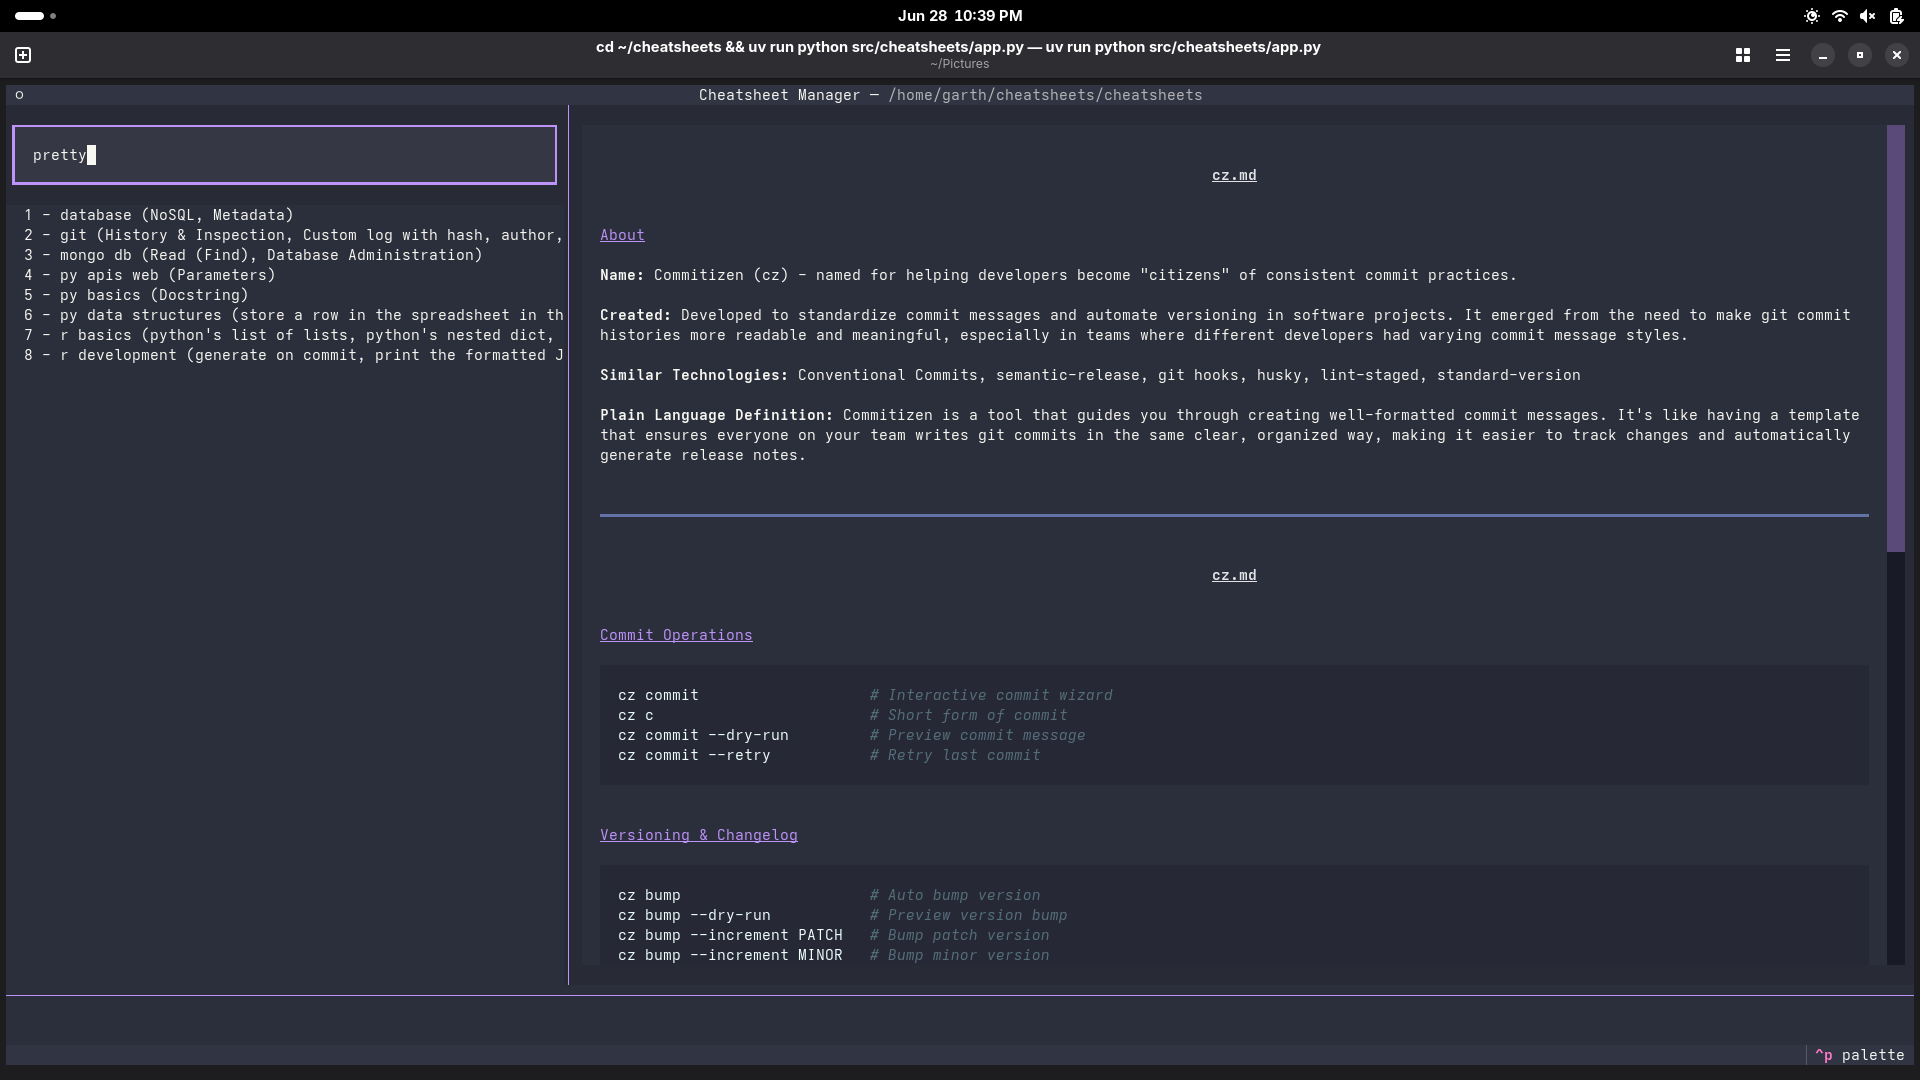 Jun 28  10:39 PM
cd ~/cheatsheets && uv run python src/cheatsheets/app.py — uv run python src/cheatsheets/app.py
~/Pictures
Cheatsheet Manager — /home/garth/cheatsheets/cheatsheets
pretty
1 - database (NoSQL, Metadata)
2 - git (History & Inspection, Custom log with hash, author,
3 - mongo db (Read (Find), Database Administration)
4 - py apis web (Parameters)
5 - py basics (Docstring)
6 - py data structures (store a row in the spreadsheet in th
7 - r basics (python's list of lists, python's nested dict,
8 - r development (generate on commit, print the formatted J
cz.md
About
Name: Commitizen (cz) - named for helping developers become "citizens" of consistent commit practices.
Created: Developed to standardize commit messages and automate versioning in software projects. It emerged from the need to make git commit
histories more readable and meaningful, especially in teams where different developers had varying commit message styles.
Similar Technologies: Conventional Commits, semantic-release, git hooks, husky, lint-staged, standard-version
Plain Language Definition: Commitizen is a tool that guides you through creating well-formatted commit messages. It's like having a template
that ensures everyone on your team writes git commits in the same clear, organized way, making it easier to track changes and automatically
generate release notes.
cz.md
Commit Operations
cz commit                   # Interactive commit wizard
cz c                        # Short form of commit
cz commit --dry-run         # Preview commit message
cz commit --retry           # Retry last commit
Versioning & Changelog
cz bump                     # Auto bump version
cz bump --dry-run           # Preview version bump
cz bump --increment PATCH   # Bump patch version
cz bump --increment MINOR   # Bump minor version
^p palette